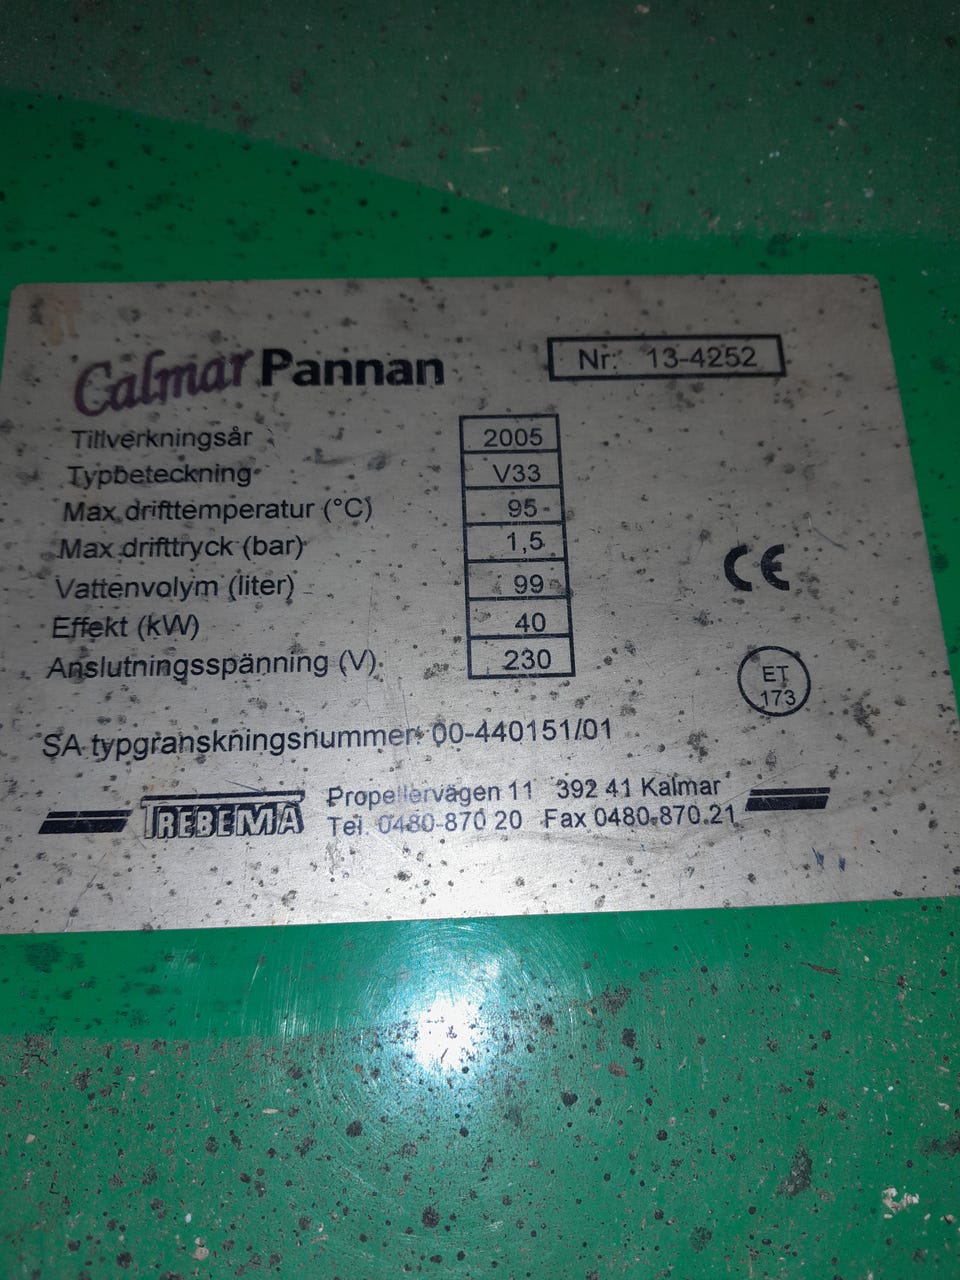 Calmar Pannan
Nr: 13-4252
Tillverkningsår 2005
Typbeteckning V33
Max drifttemperatur (°C) 95
Max drifttryck (bar) 1,5
Vattenvolym (liter) 99
Effekt (kW) 40
Anslutningsspänning (V) 230
CE
ET
173
SA typgranskningsnummer: 00-440151/01
TREBEMA
Propellervägen 11 392 41 Kalmar
Tel. 0480-870 20 Fax 0480-870 21